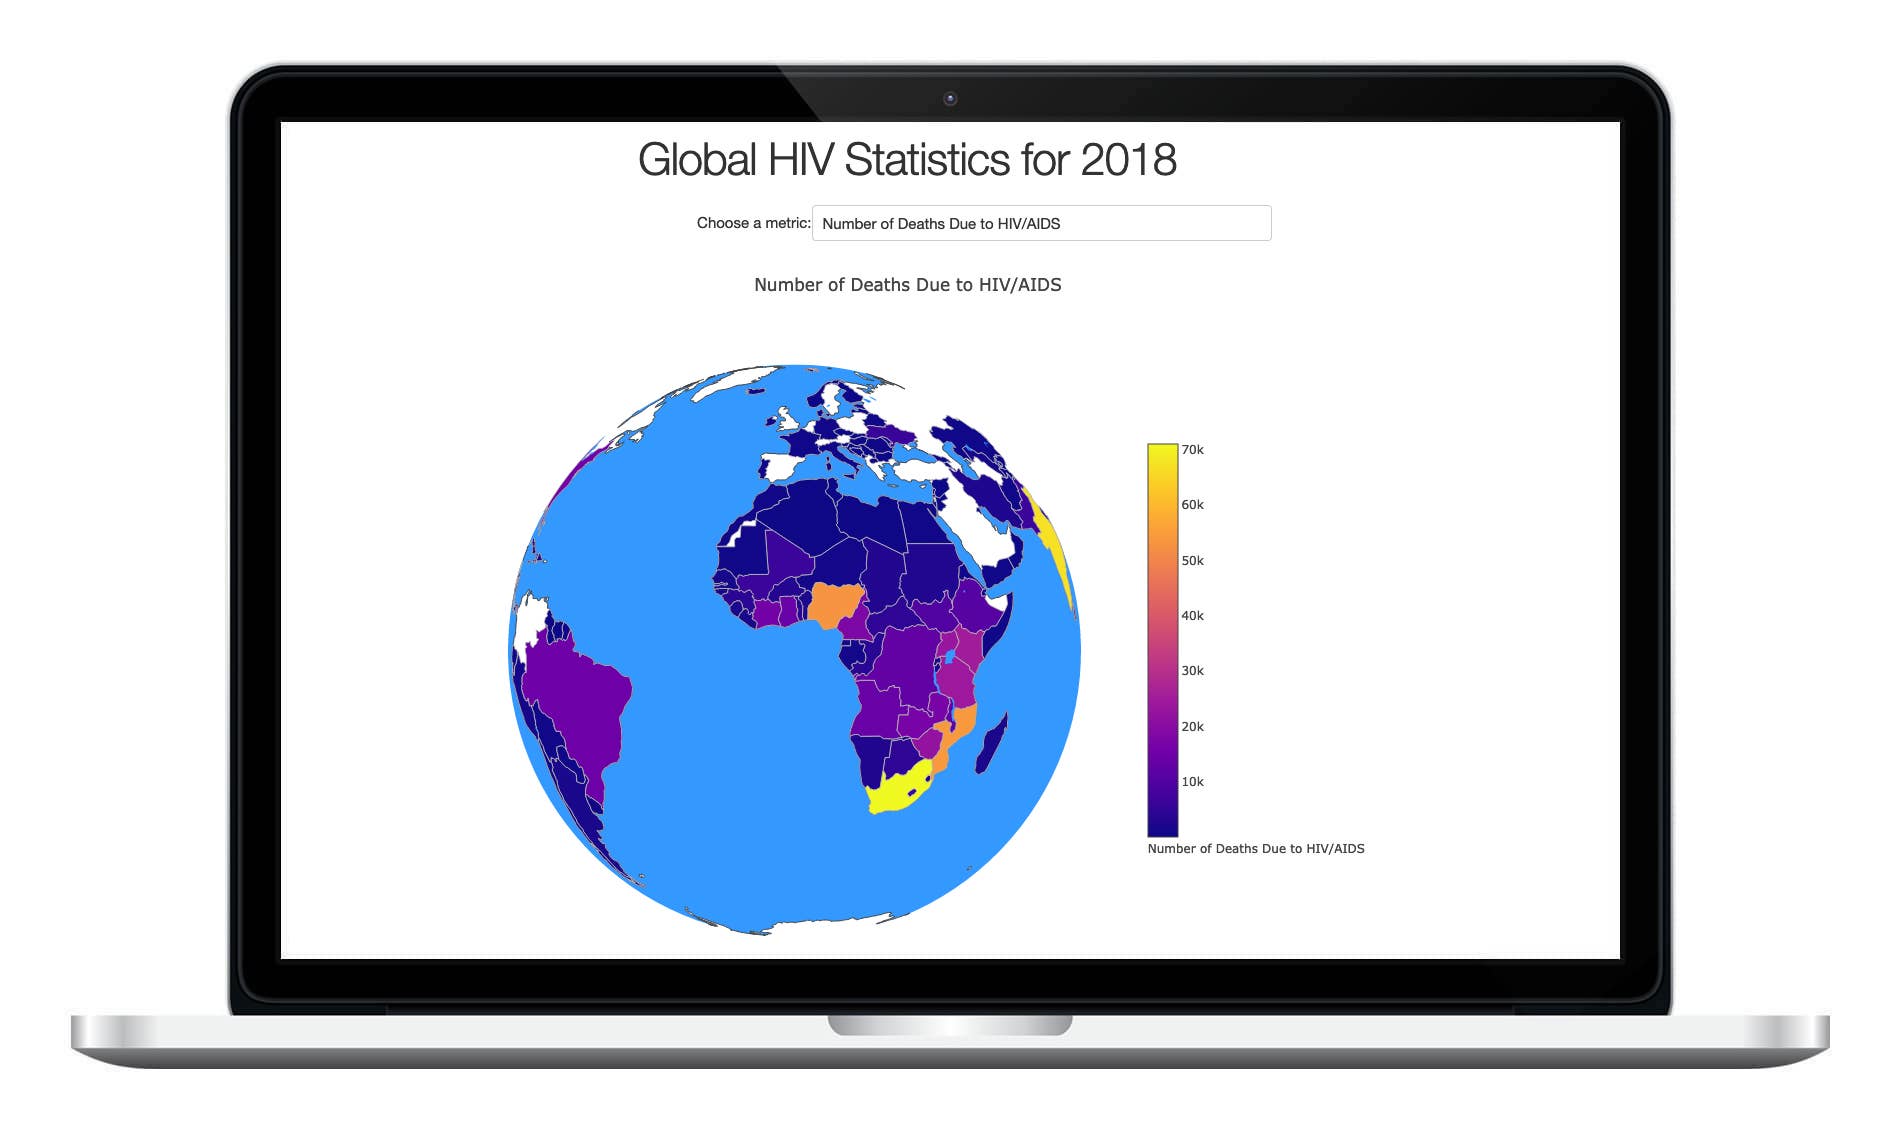 Global HIV Statistics for 2018
Choose a metric: Number of Deaths Due to HIV/AIDS
Number of Deaths Due to HIV/AIDS
70k
60k
50k
40k
30k
20k
10k
Number of Deaths Due to HIV/AIDS